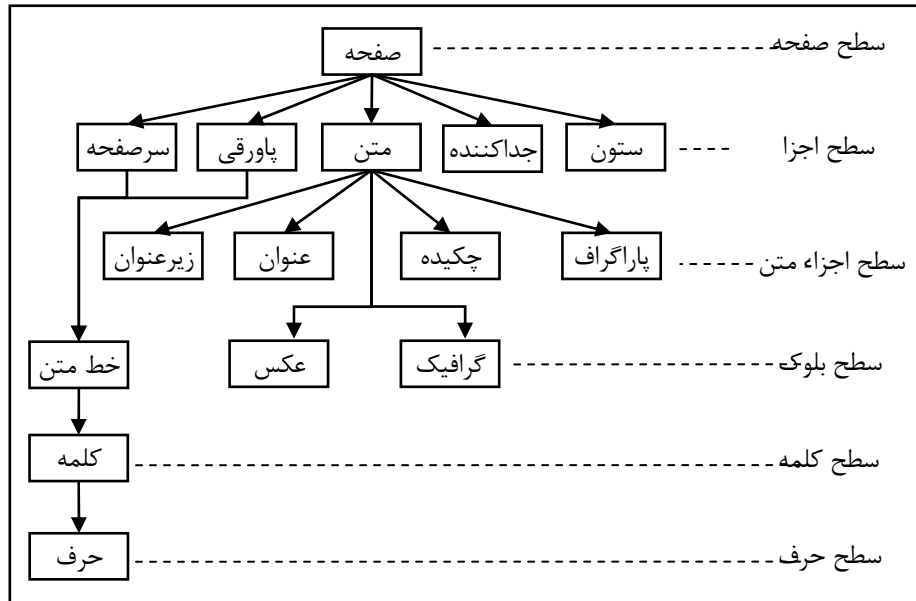 صفحه سطح صفحه
ستون جداکننده متن پاورقی سرصفحه سطح اجزا
پاراگراف چکیده عنوان زیرعنوان سطح اجزاء متن
گرافیک عکس خط متن سطح بلوک
کلمه سطح کلمه
حرف سطح حرف